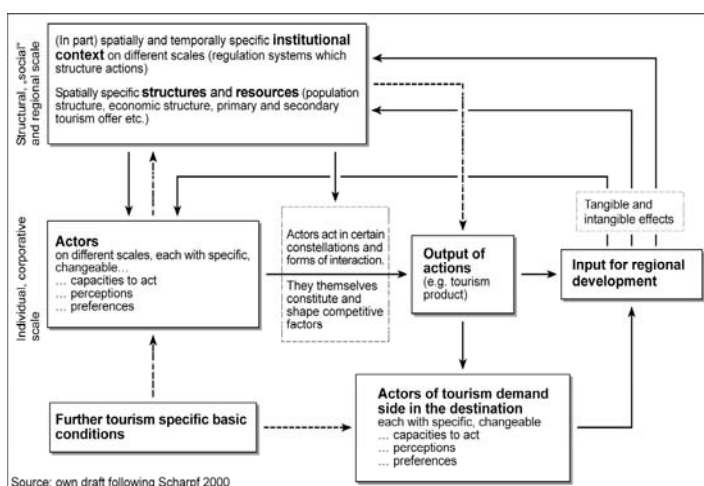 Structural, „social“
and regional scale
(In part) spatially and temporally specific institutional
context on different scales (regulation systems which
structure actions)
Spatially specific structures and resources (population
structure, economic structure, primary and secondary
tourism offer etc.)
Individual, corporative
scale
Actors
on different scales, each with specific,
changeable…
… capacities to act
… perceptions
… preferences
Actors act in certain
constellations and
forms of interaction.
They themselves
constitute and
shape competitive
factors
Output of
actions
(e.g. tourism
product)
Tangible and
intangible effects
Input for regional
development
Further tourism specific basic
conditions
Actors of tourism demand
side in the destination
each with specific, changeable
… capacities to act
… perceptions
… preferences
Source: own draft following Scharpf 2000